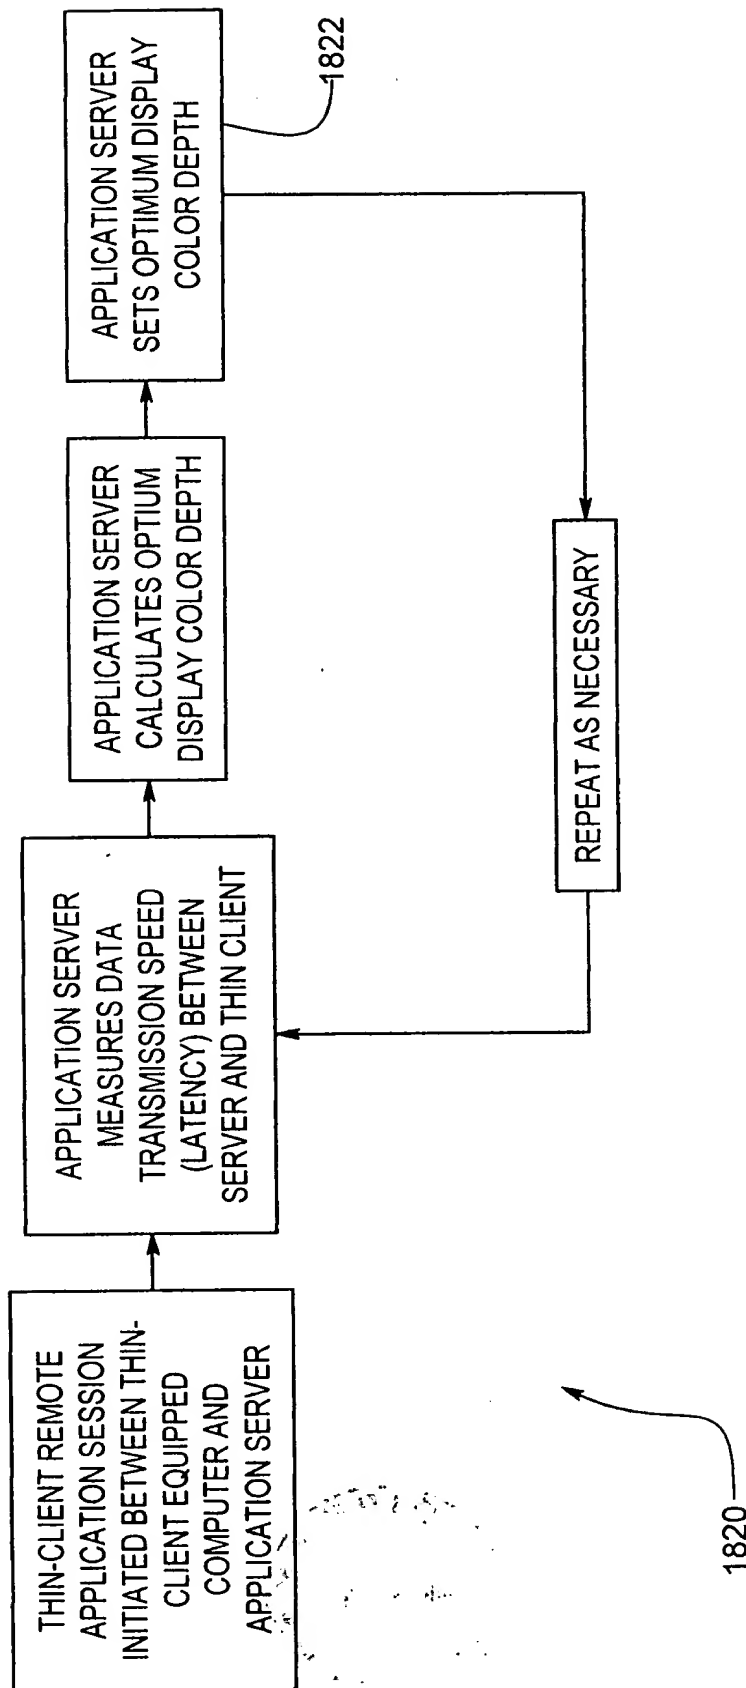 THIN-CLIENT REMOTE
APPLICATION SESSION
INITIATED BETWEEN THIN-
CLIENT EQUIPPED
COMPUTER AND
APPLICATION SERVER
APPLICATION SERVER
MEASURES DATA
TRANSMISSION SPEED
(LATENCY) BETWEEN
SERVER AND THIN CLIENT
APPLICATION SERVER
CALCULATES OPTIUM
DISPLAY COLOR DEPTH
APPLICATION SERVER
SETS OPTIMUM DISPLAY
COLOR DEPTH
1822
REPEAT AS NECESSARY
1820